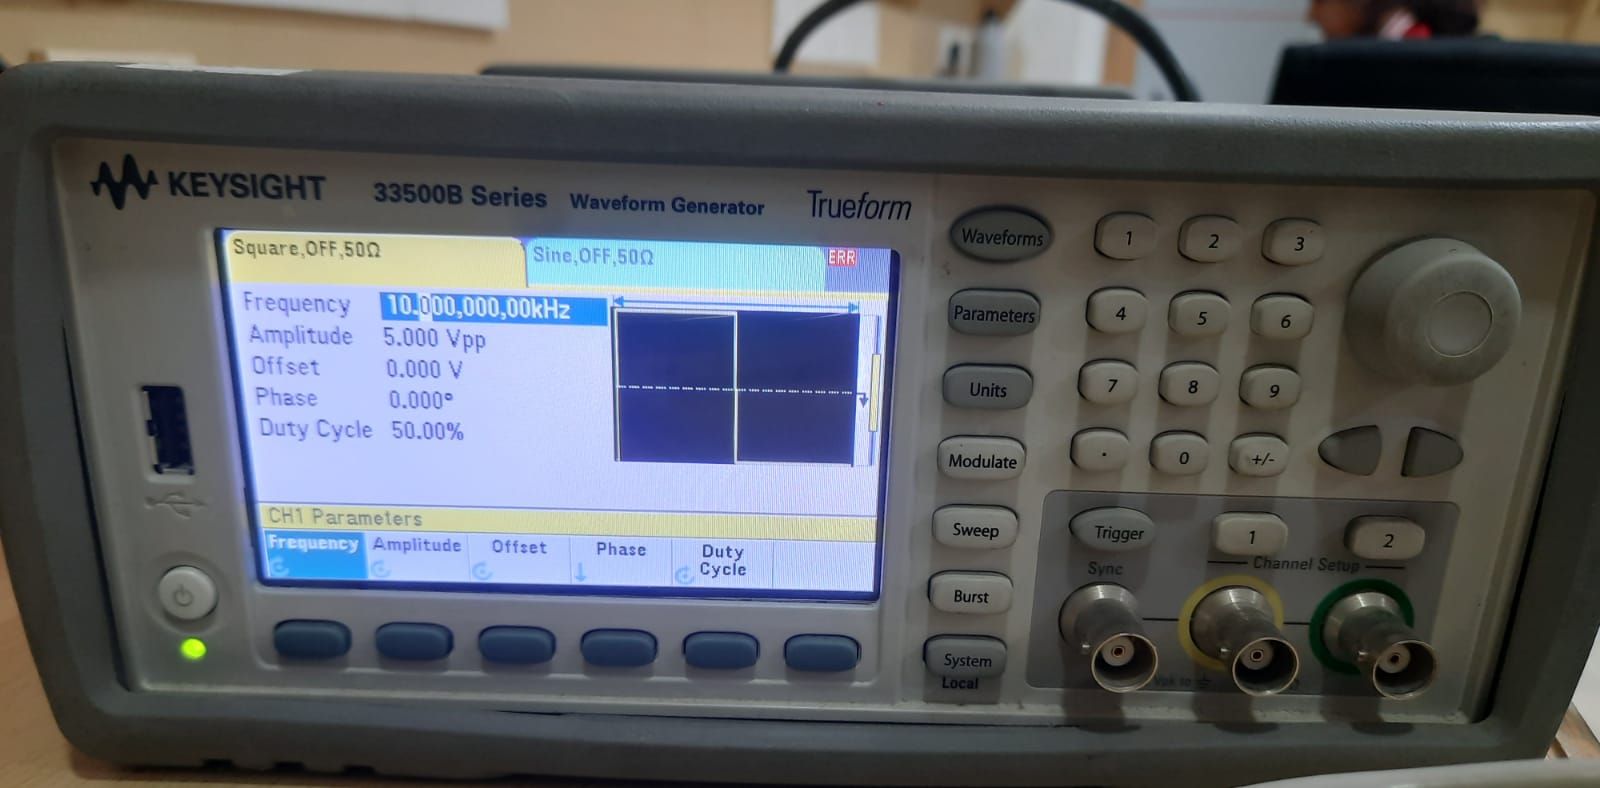 KEYSIGHT 33500B Series Waveform Generator Trueform
Square,OFF,50Ω
Sine,OFF,50Ω
ERR
Frequency 10.000,000,00kHz
Amplitude 5.000 Vpp
Offset 0.000 V
Phase 0.000°
Duty Cycle 50.00%
CH1 Parameters
Frequency
Amplitude
Offset
Phase
Duty
Cycle
Waveforms
Parameters
Units
Modulate
Sweep
Burst
System
Local
1 2 3
4 5 6
7 8 9
. 0 +/-
Trigger
1
2
Channel Setup
Sync